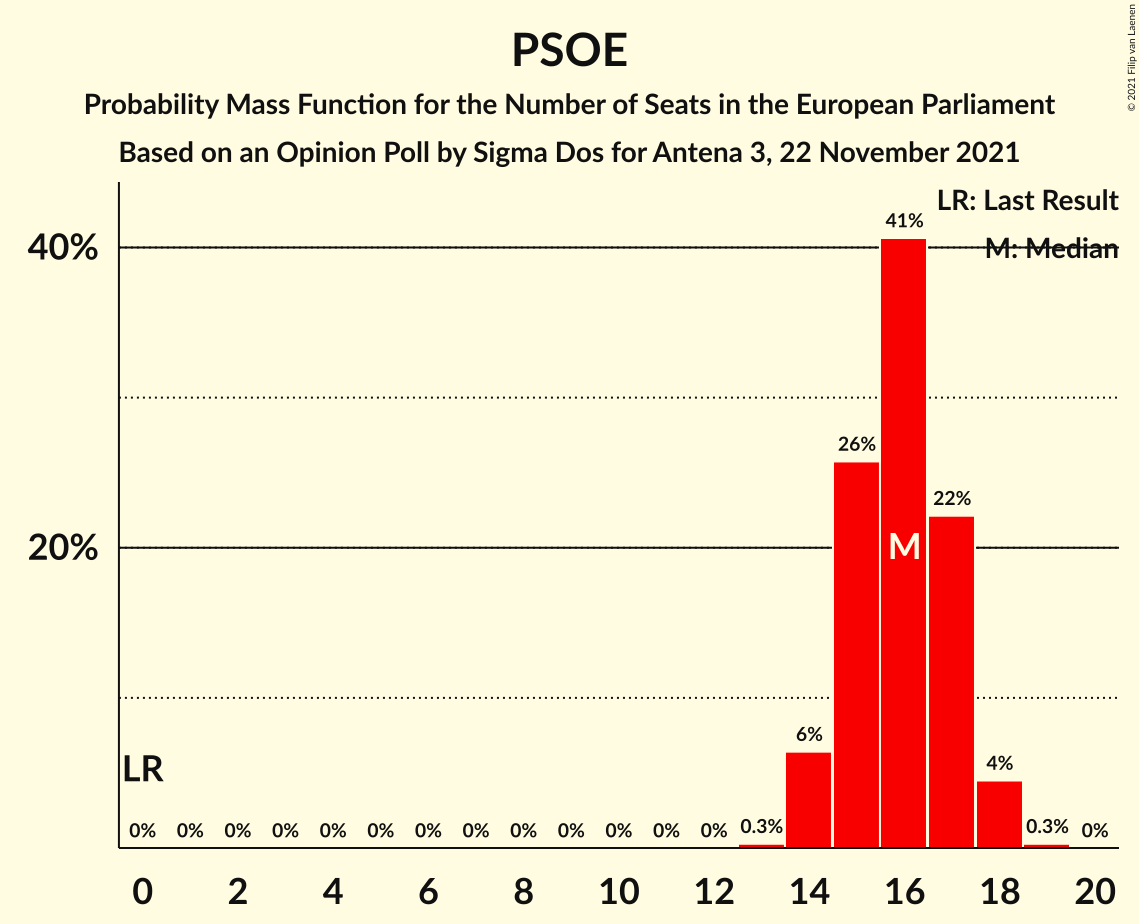 PSOE
Probability Mass Function for the Number of Seats in the European Parliament
Based on an Opinion Poll by Sigma Dos for Antena 3, 22 November 2021
© 2021 Filip van Laenen
LR: Last Result
M: Median
40%
20%
41%
26%
22%
M
6%
4%
LR
0% 0% 0% 0% 0% 0% 0% 0% 0% 0% 0% 0% 0% 0.3% 0.3% 0%
0 2 4 6 8 10 12 14 16 18 20